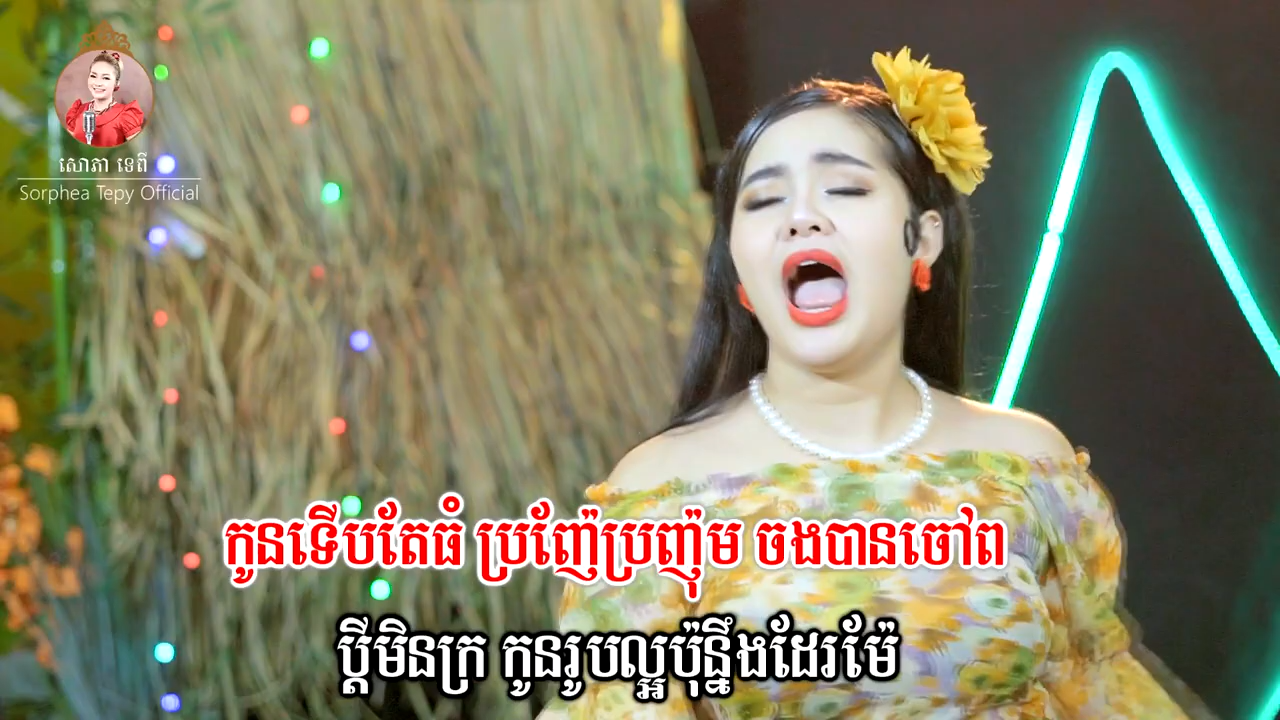 សោភា ទេពី
Sorphea Tepy Official
កូនទើបតែធំ ប្រញ៉ែប្រញ៉ុម ចង់បានចៅព
ប្ដីមិនក្រ កូនរូបល្អប៉ុន្នឹងដែរម៉ែ